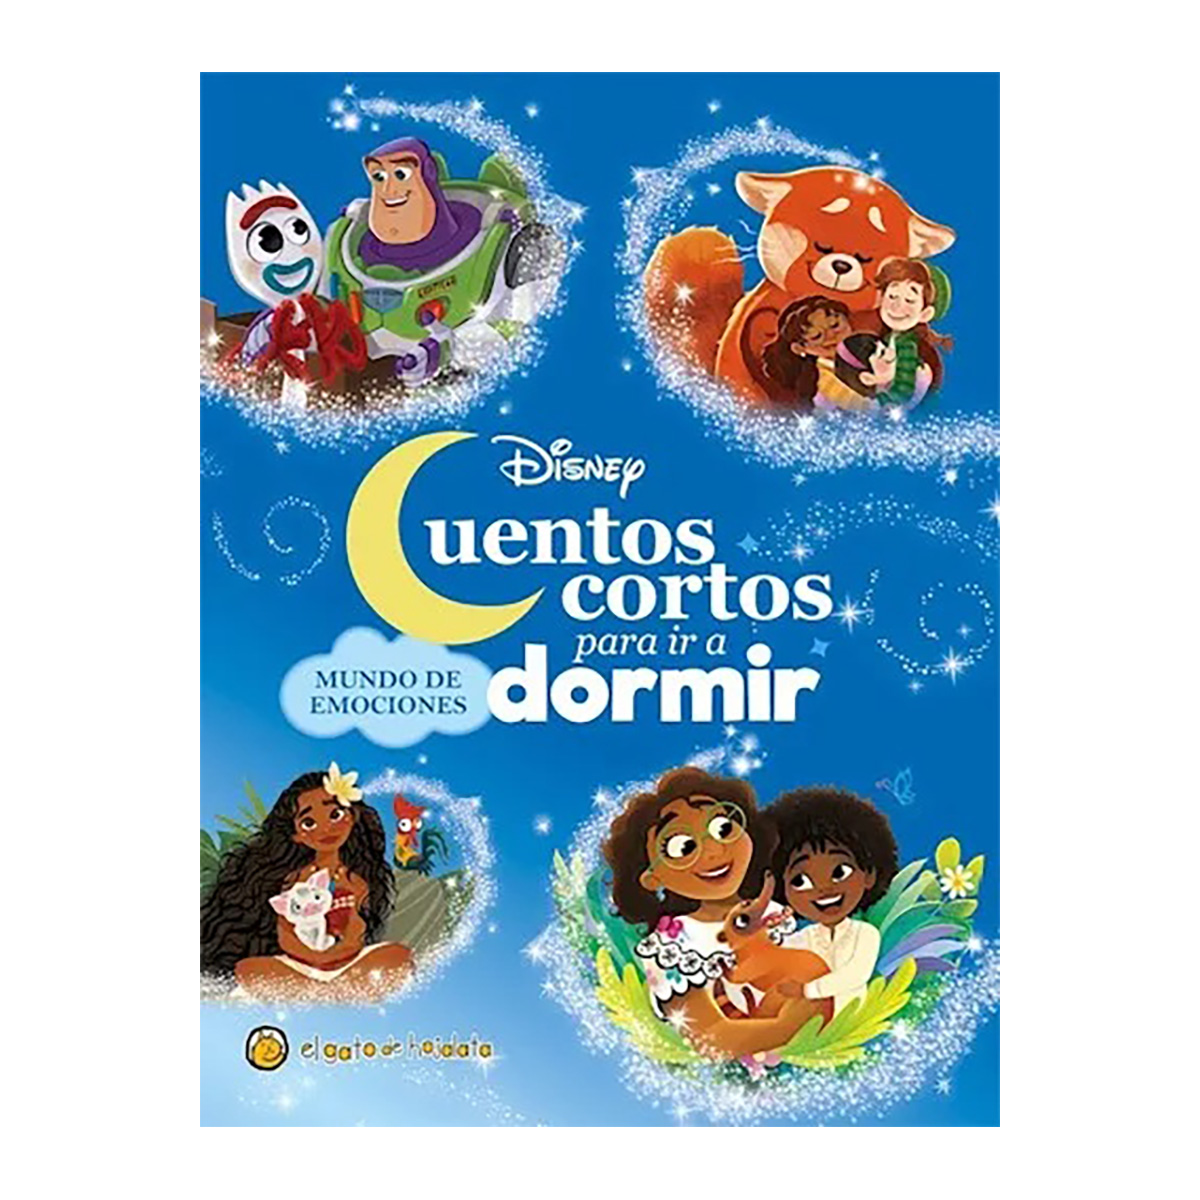 Disney
Cuentos
cortos
para ir a
dormir
MUNDO DE
EMOCIONES
el gato de hojalata